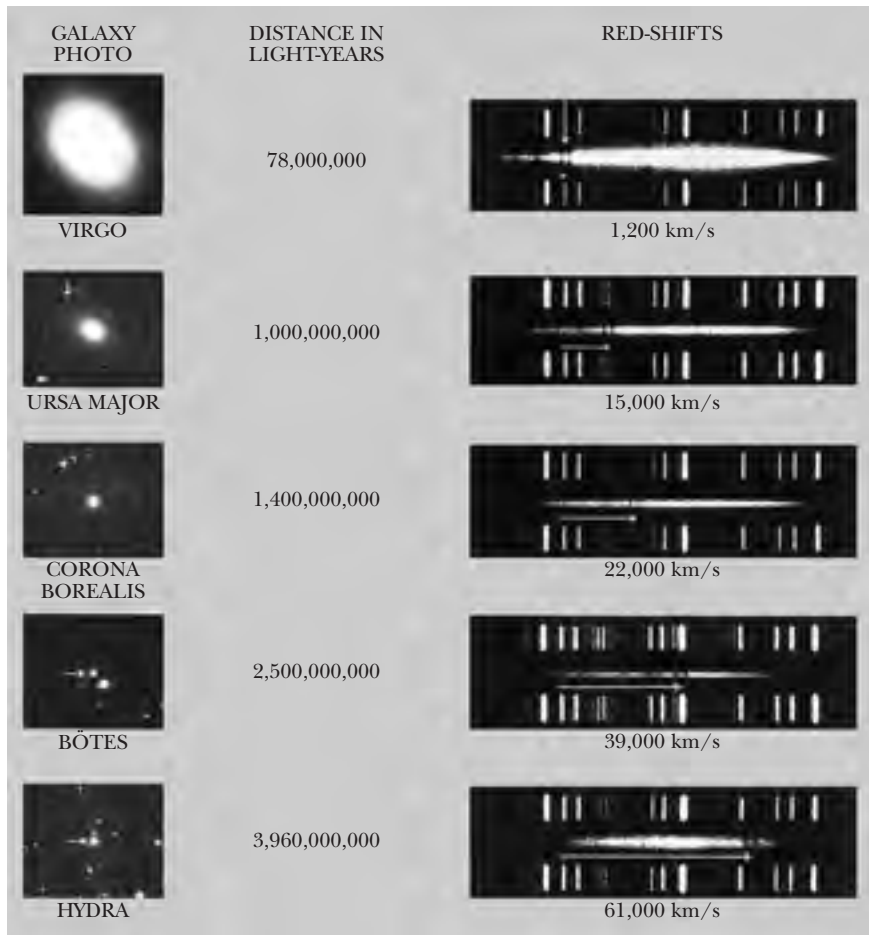 GALAXY
PHOTO
DISTANCE IN
LIGHT-YEARS
RED-SHIFTS
78,000,000
VIRGO
1,200 km/s
1,000,000,000
URSA MAJOR
15,000 km/s
1,400,000,000
CORONA
BOREALIS
22,000 km/s
2,500,000,000
BÖTES
39,000 km/s
3,960,000,000
HYDRA
61,000 km/s